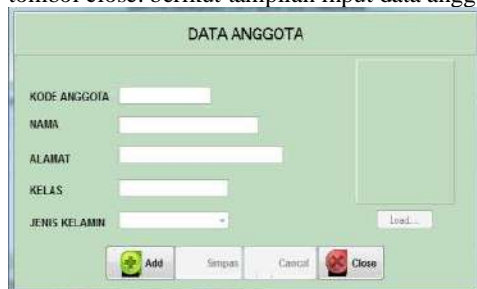 tombol close. berikut tampilan input data angg
DATA ANGGOTA
KODE ANGGOTA
NAMA
ALAMAT
KELAS
JENIS KELAMIN
load...
Add Simpan Cancel Close